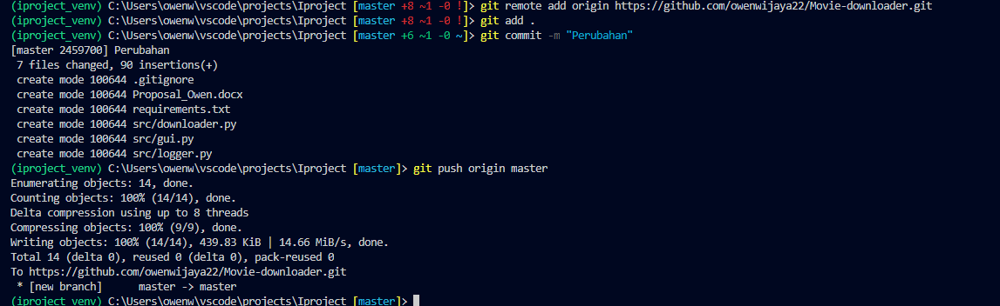 (iproject_venv) C:\Users\owenw\vscode\projects\Iproject [master +8 ~1 -0 !]> git remote add origin https://github.com/owenwijaya22/Movie-downloader.git
(iproject_venv) C:\Users\owenw\vscode\projects\Iproject [master +8 ~1 -0 !]> git add .
(iproject_venv) C:\Users\owenw\vscode\projects\Iproject [master +6 ~1 -0 ~]> git commit -m "Perubahan"
[master 2459700] Perubahan
 7 files changed, 90 insertions(+)
 create mode 100644 .gitignore
 create mode 100644 Proposal_Owen.docx
 create mode 100644 requirements.txt
 create mode 100644 src/downloader.py
 create mode 100644 src/gui.py
 create mode 100644 src/logger.py
(iproject_venv) C:\Users\owenw\vscode\projects\Iproject [master]> git push origin master
Enumerating objects: 14, done.
Counting objects: 100% (14/14), done.
Delta compression using up to 8 threads
Compressing objects: 100% (9/9), done.
Writing objects: 100% (14/14), 439.83 KiB | 14.66 MiB/s, done.
Total 14 (delta 0), reused 0 (delta 0), pack-reused 0
To https://github.com/owenwijaya22/Movie-downloader.git
 * [new branch]      master -> master
(iproject_venv) C:\Users\owenw\vscode\projects\Iproject [master]>